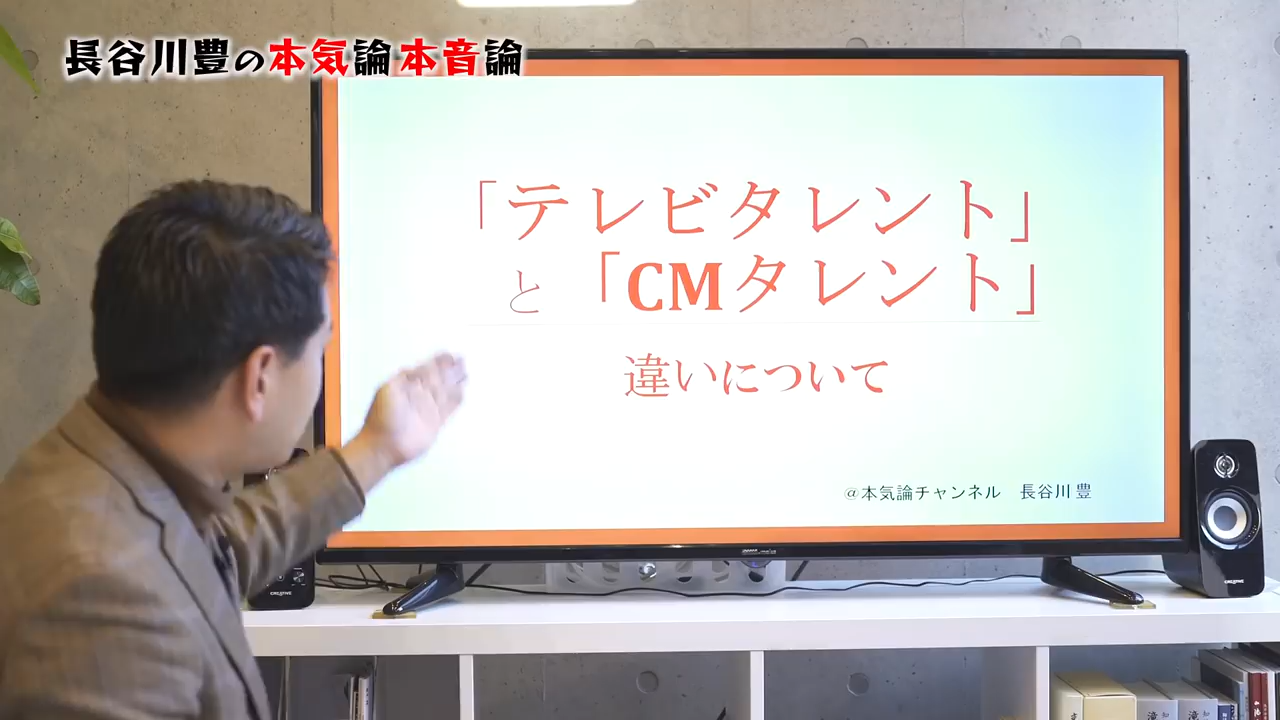 長谷川豊の本気論本音論
「テレビタレント」
と「CMタレント」
違いについて
@本気論チャンネル 長谷川 豊
CREATIVE
CREATIVE